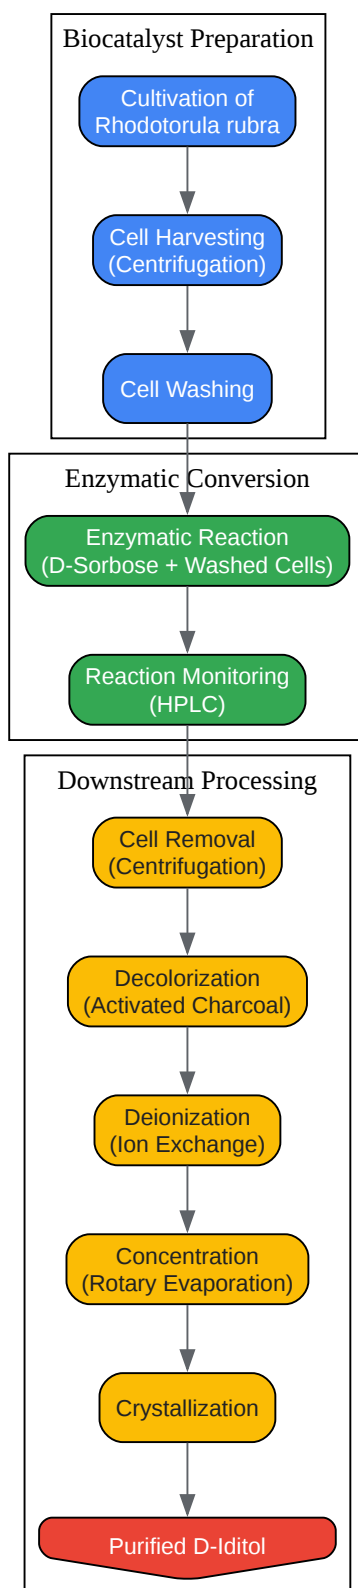 Biocatalyst Preparation
Cultivation of
Rhodotorula rubra
Cell Harvesting
(Centrifugation)
Cell Washing
Enzymatic Conversion
Enzymatic Reaction
(D-Sorbose + Washed Cells)
Reaction Monitoring
(HPLC)
Downstream Processing
Cell Removal
(Centrifugation)
Decolorization
(Activated Charcoal)
Deionization
(Ion Exchange)
Concentration
(Rotary Evaporation)
Crystallization
Purified D-Iditol